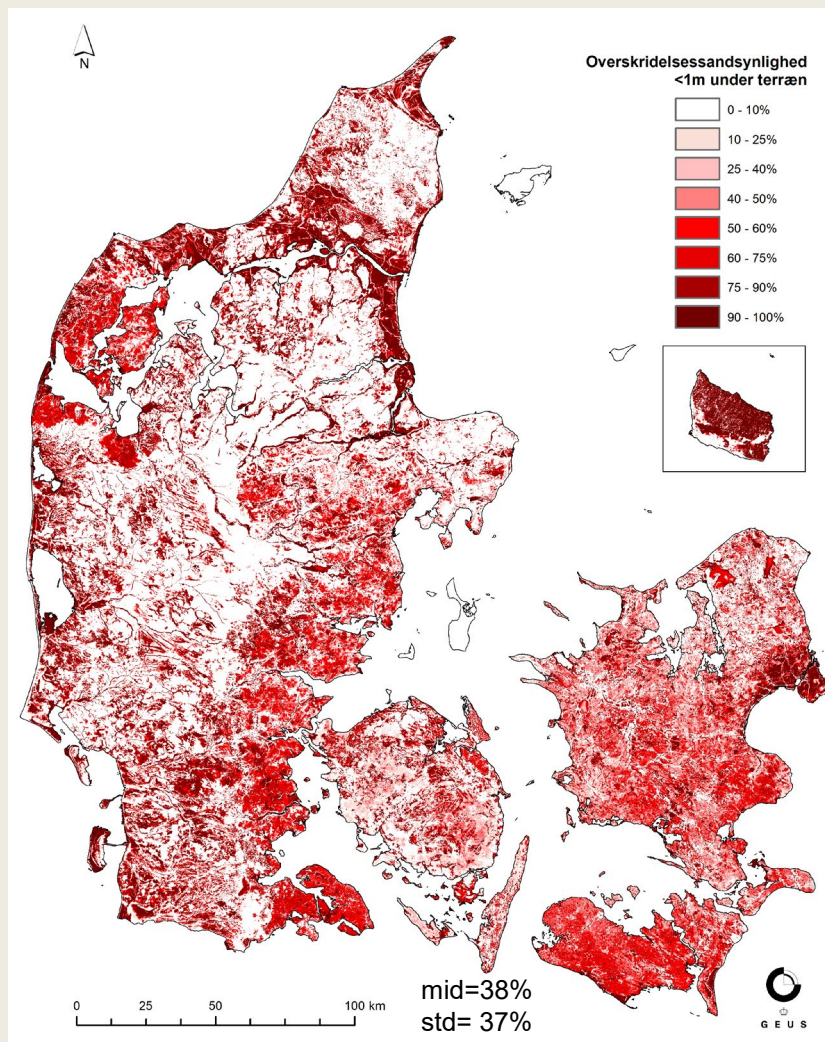 N
Overskridelsessandsynlighed
<1m under terræn
0 - 10%
10 - 25%
25 - 40%
40 - 50%
50 - 60%
60 - 75%
75 - 90%
90 - 100%
mid=38%
std= 37%
0 25 50 100 km
G E U S